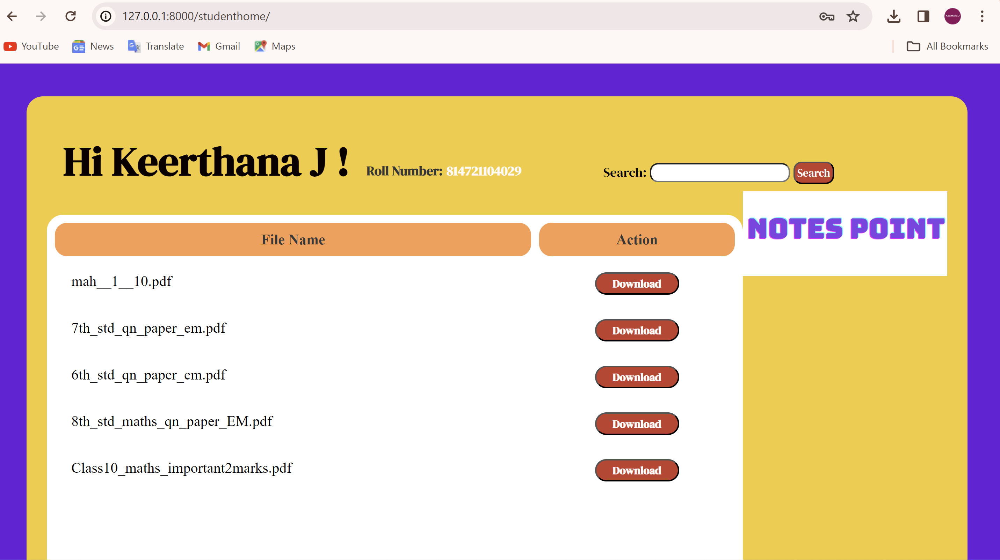 127.0.0.1:8000/studenthome/
Keerthana J
YouTube News Translate Gmail Maps All Bookmarks
Hi Keerthana J ! Roll Number: 814721104029 Search: Search
NOTES POINT
File Name Action
mah__1__10.pdf Download
7th_std_qn_paper_em.pdf Download
6th_std_qn_paper_em.pdf Download
8th_std_maths_qn_paper_EM.pdf Download
Class10_maths_important2marks.pdf Download